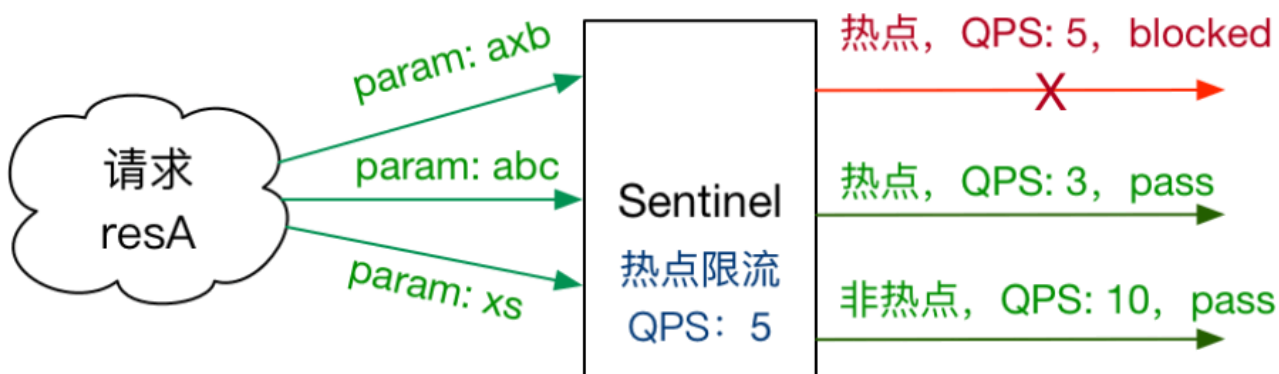 请求
resA
param: axb
param: abc
param: xs
Sentinel
热点限流
QPS：5
热点，QPS: 5，blocked
X
热点，QPS: 3，pass
非热点，QPS: 10，pass